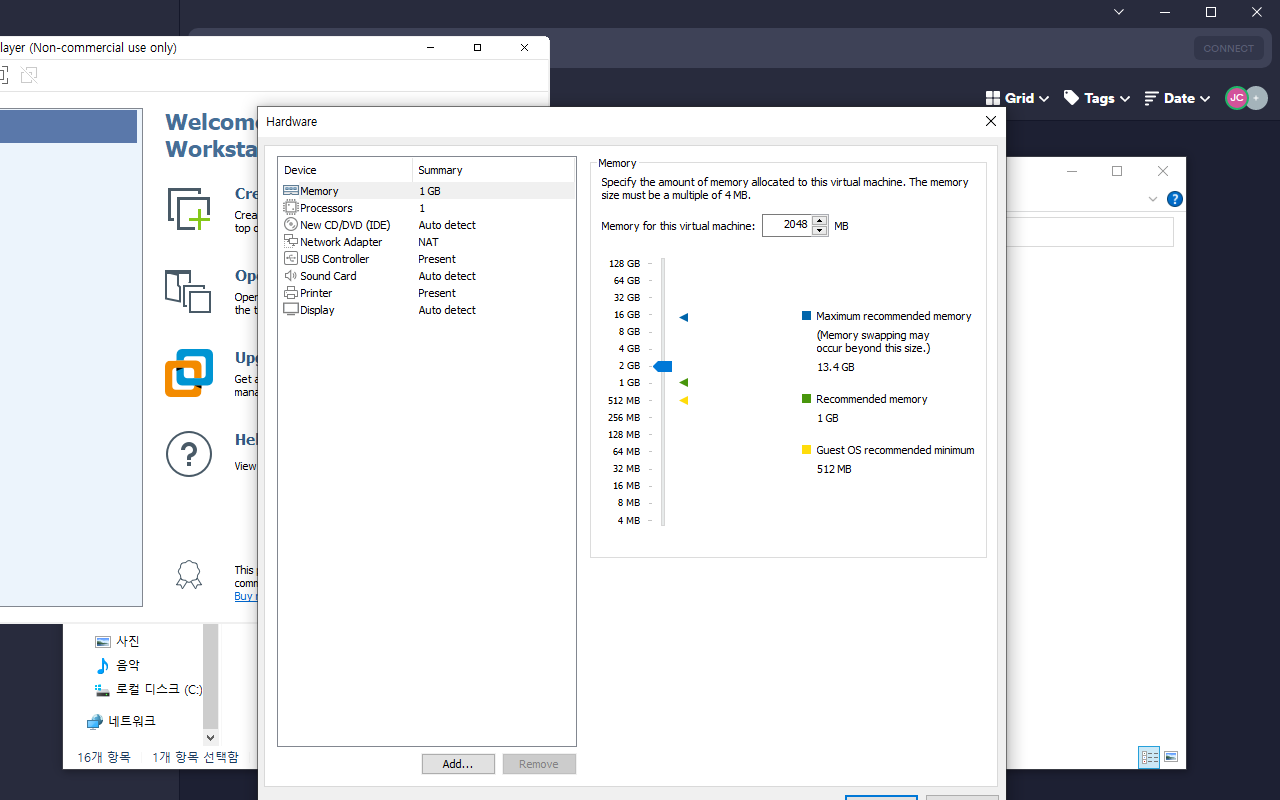 CONNECT
layer (Non-commercial use only)
Grid
Tags
Date
JC
+
Welcome
Worksta
Cre
Crea
top o
Ope
Oper
the t
Upg
Get a
mana
?
Hel
View
This p
comm
Buy n
Hardware
Device Summary
Memory 1 GB
Processors 1
New CD/DVD (IDE) Auto detect
Network Adapter NAT
USB Controller Present
Sound Card Auto detect
Printer Present
Display Auto detect
Add...
Remove
Memory
Specify the amount of memory allocated to this virtual machine. The memory
size must be a multiple of 4 MB.
Memory for this virtual machine: 2048 MB
128 GB
64 GB
32 GB
16 GB
8 GB
4 GB
2 GB
1 GB
512 MB
256 MB
128 MB
64 MB
32 MB
16 MB
8 MB
4 MB
Maximum recommended memory
(Memory swapping may
occur beyond this size.)
13.4 GB
Recommended memory
1 GB
Guest OS recommended minimum
512 MB
?
사진
음악
로컬 디스크 (C:)
네트워크
16개 항목
1개 항목 선택함